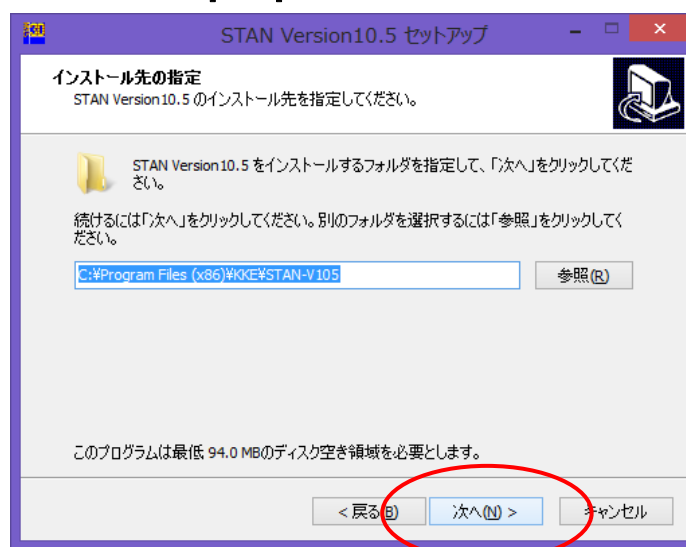 STAN Version10.5 セットアップ
インストール先の指定
STAN Version10.5 のインストール先を指定してください。
STAN Version10.5 をインストールするフォルダを指定して、「次へ」をクリックしてくだ
さい。
続けるには「次へ」をクリックしてください。別のフォルダを選択するには「参照」をクリックしてく
ださい。
C:¥Program Files (x86)¥KKE¥STAN-V105
参照(R)
このプログラムは最低 94.0 MBのディスク空き領域を必要とします。
< 戻る(B) 次へ(N) > キャンセル